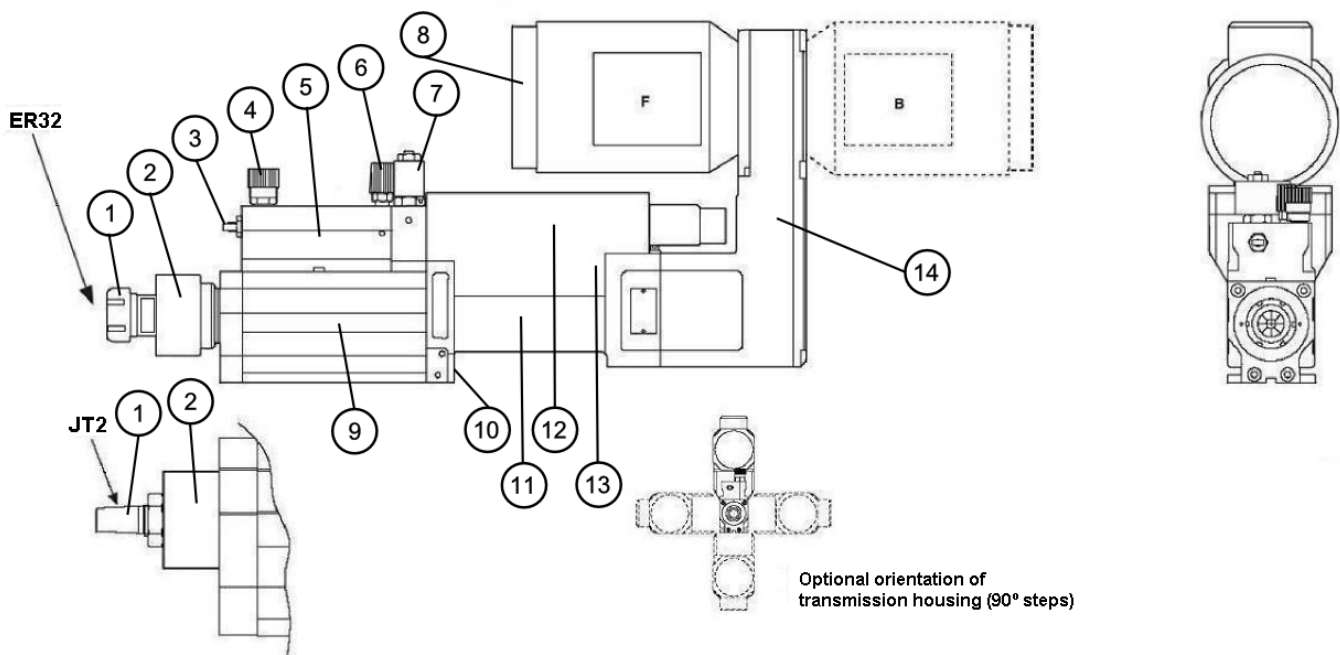 8
6
5
7
F
B
4
ER32
3
2
1
14
1
2
JT2
9
10
12
11
13
Optional orientation of
transmission housing (90º steps)